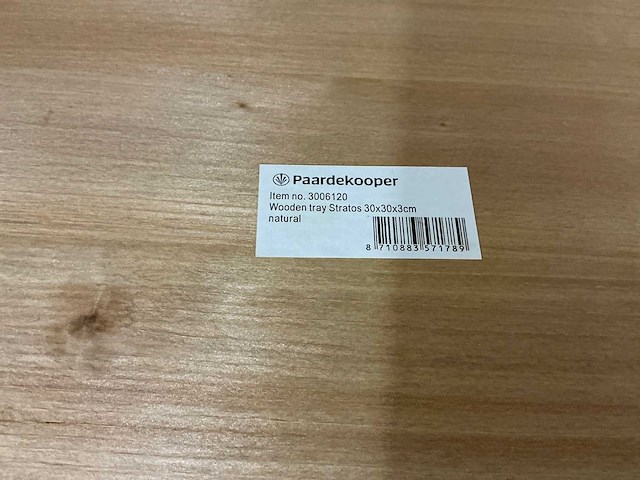 Paardekooper
Item no. 3006120
Wooden tray Stratos 30x30x3cm
natural
8 710883 571789